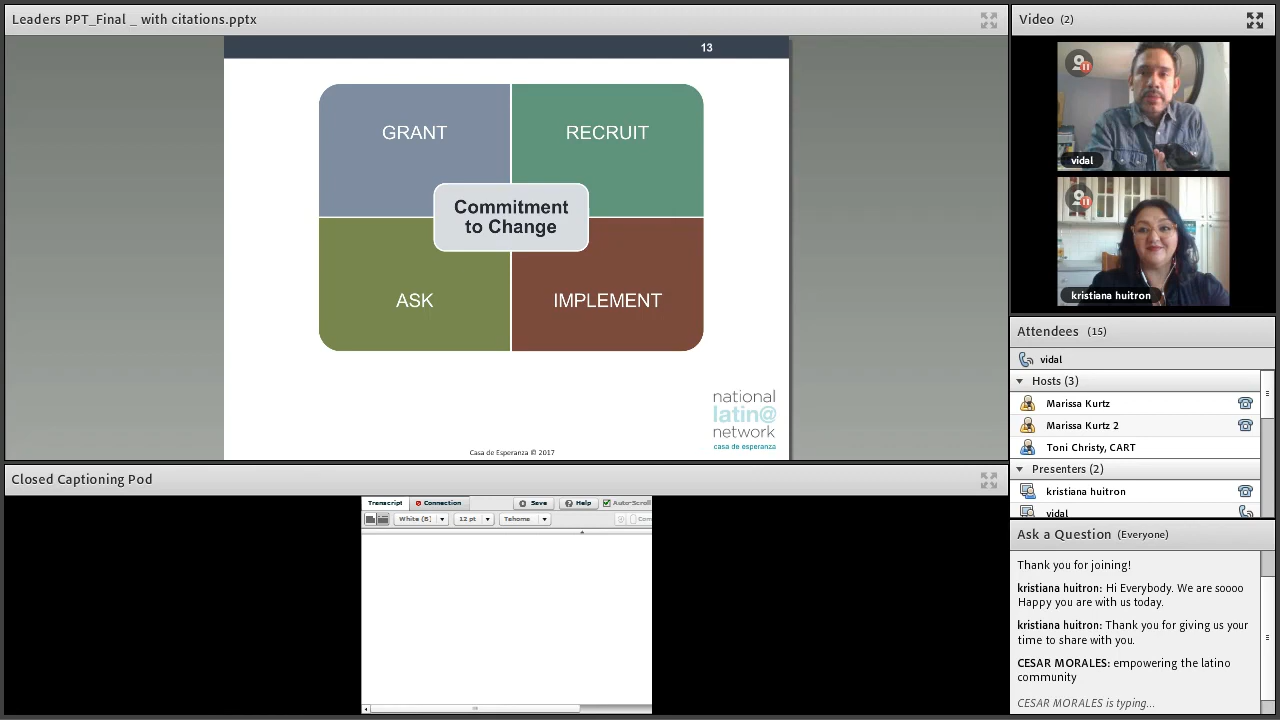 Leaders PPT_Final _ with citations.pptx
13
GRANT
RECRUIT
Commitment
to Change
ASK
IMPLEMENT
national
latin@
network
casa de esperanza
Casa de Esperanza © 2017
Closed Captioning Pod
Transcript
Connection
Save
Help
Auto-Scroll
White (B)
12 pt
Tahoma
Com
Video (2)
vidal
kristiana huitron
Attendees (15)
vidal
Hosts (3)
Marissa Kurtz
Marissa Kurtz 2
Toni Christy, CART
Presenters (2)
kristiana huitron
vidal
Ask a Question (Everyone)
Thank you for joining!
kristiana huitron: Hi Everybody. We are soooo
Happy you are with us today.
kristiana huitron: Thank you for giving us your
time to share with you.
CESAR MORALES: empowering the latino
community
CESAR MORALES is typing...